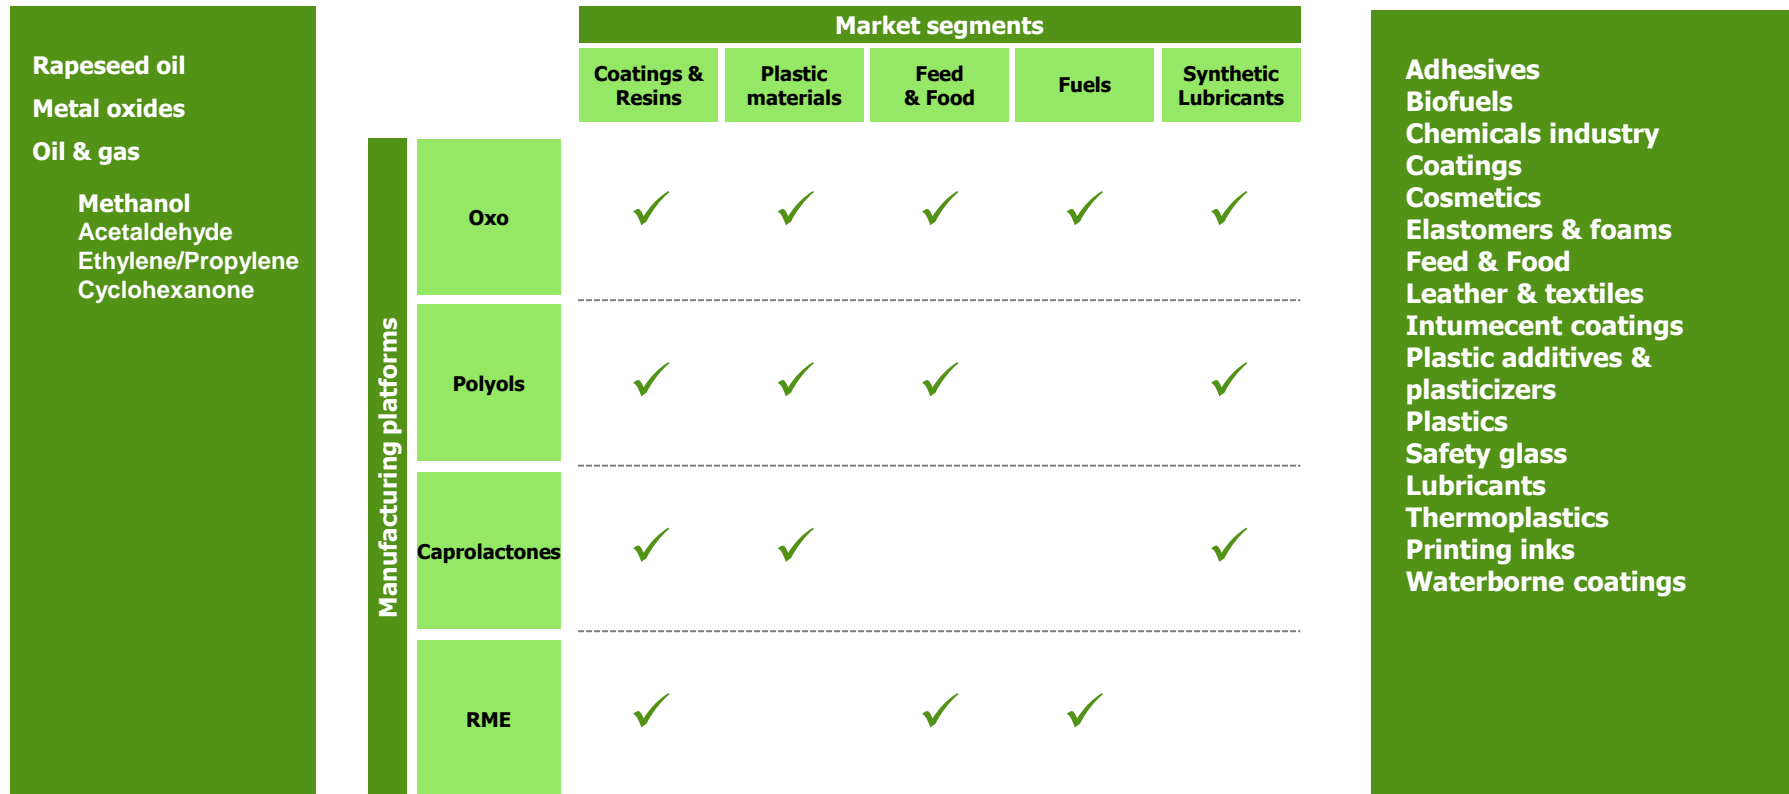 Rapeseed oil
Metal oxides
Oil & gas
Methanol
Acetaldehyde
Ethylene/Propylene
Cyclohexanone
Market segments
Coatings &
Resins
Plastic
materials
Feed
& Food
Fuels
Synthetic
Lubricants
Manufacturing platforms
Oxo
Polyols
Caprolactones
RME
Adhesives
Biofuels
Chemicals industry
Coatings
Cosmetics
Elastomers & foams
Feed & Food
Leather & textiles
Intumecent coatings
Plastic additives &
plasticizers
Plastics
Safety glass
Lubricants
Thermoplastics
Printing inks
Waterborne coatings